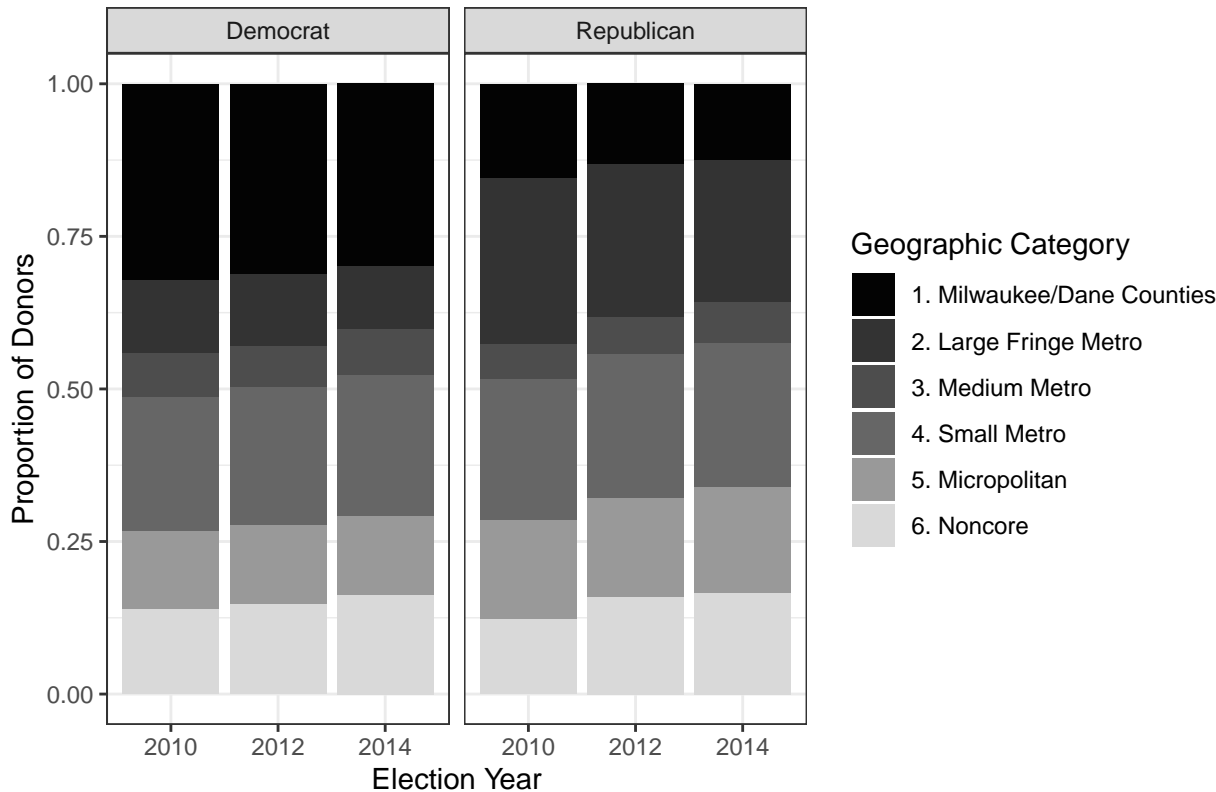 Democrat
Republican
1.00
0.75
0.50
0.25
0.00
Proportion of Donors
2010
2012
2014
2010
2012
2014
Election Year
Geographic Category
1. Milwaukee/Dane Counties
2. Large Fringe Metro
3. Medium Metro
4. Small Metro
5. Micropolitan
6. Noncore